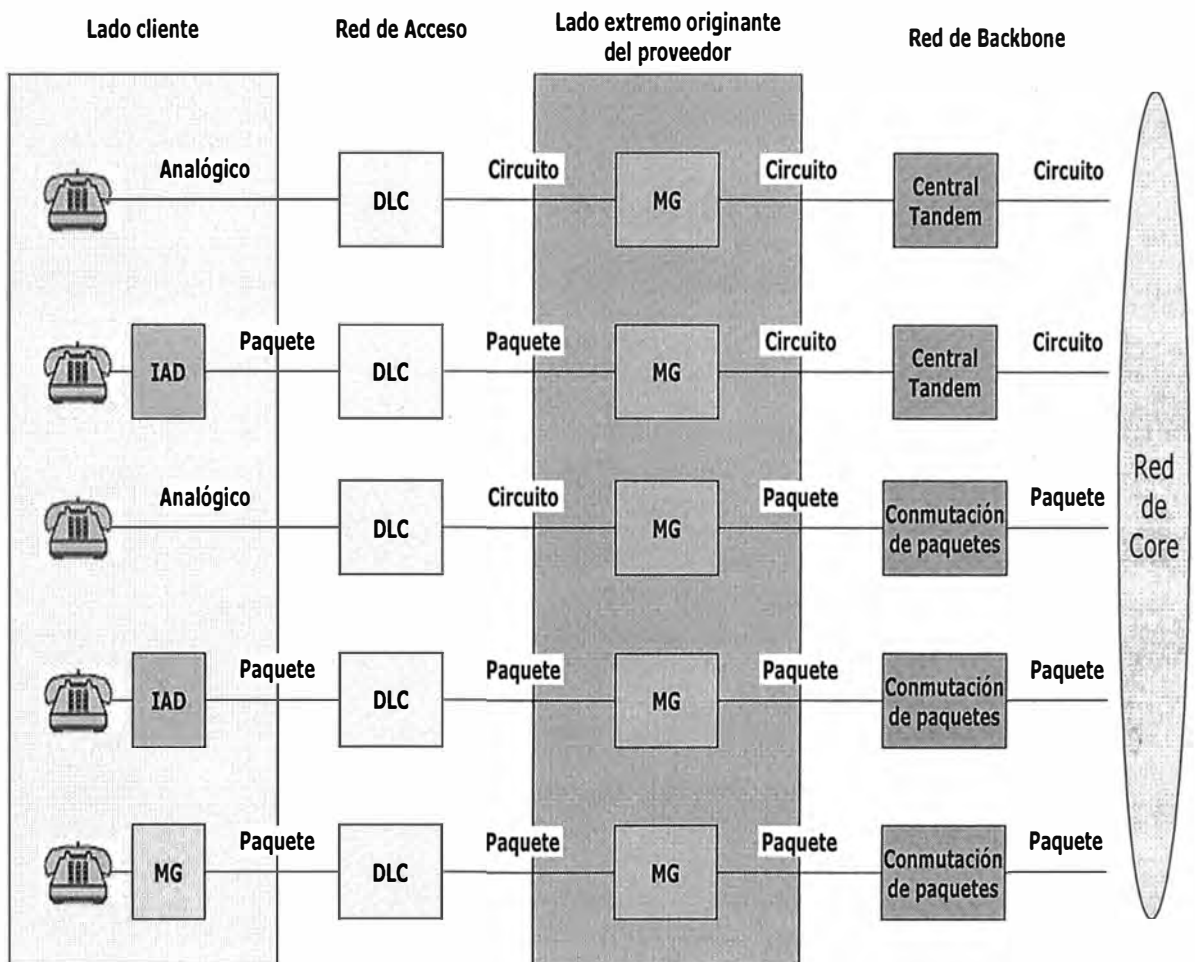 Lado cliente
Red de Acceso
Lado extremo originante
del proveedor
Red de Backbone
Analógico
DLC
Circuito
MG
Circuito
Central
Tandem
Circuito
IAD
Paquete
DLC
Paquete
MG
Circuito
Central
Tandem
Circuito
Analógico
DLC
Circuito
MG
Paquete
Conmutación
de paquetes
Paquete
IAD
Paquete
DLC
Paquete
MG
Paquete
Conmutación
de paquetes
Paquete
MG
Paquete
DLC
Paquete
MG
Paquete
Conmutación
de paquetes
Paquete
Red
de
Core